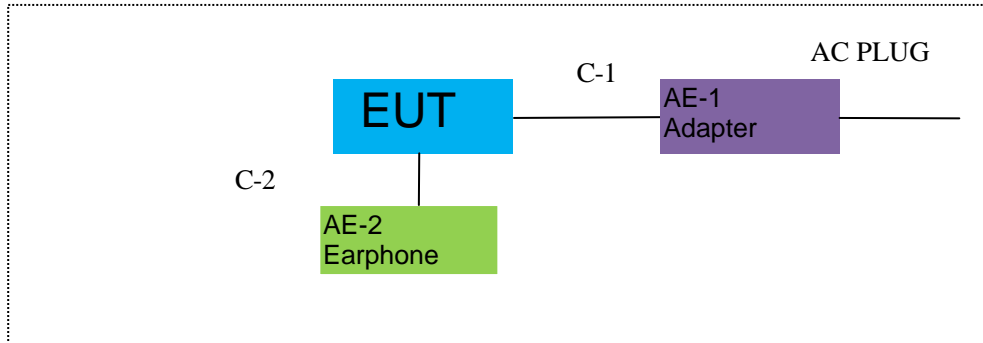 AC PLUG
C-1
EUT
AE-1
Adapter
C-2
AE-2
Earphone